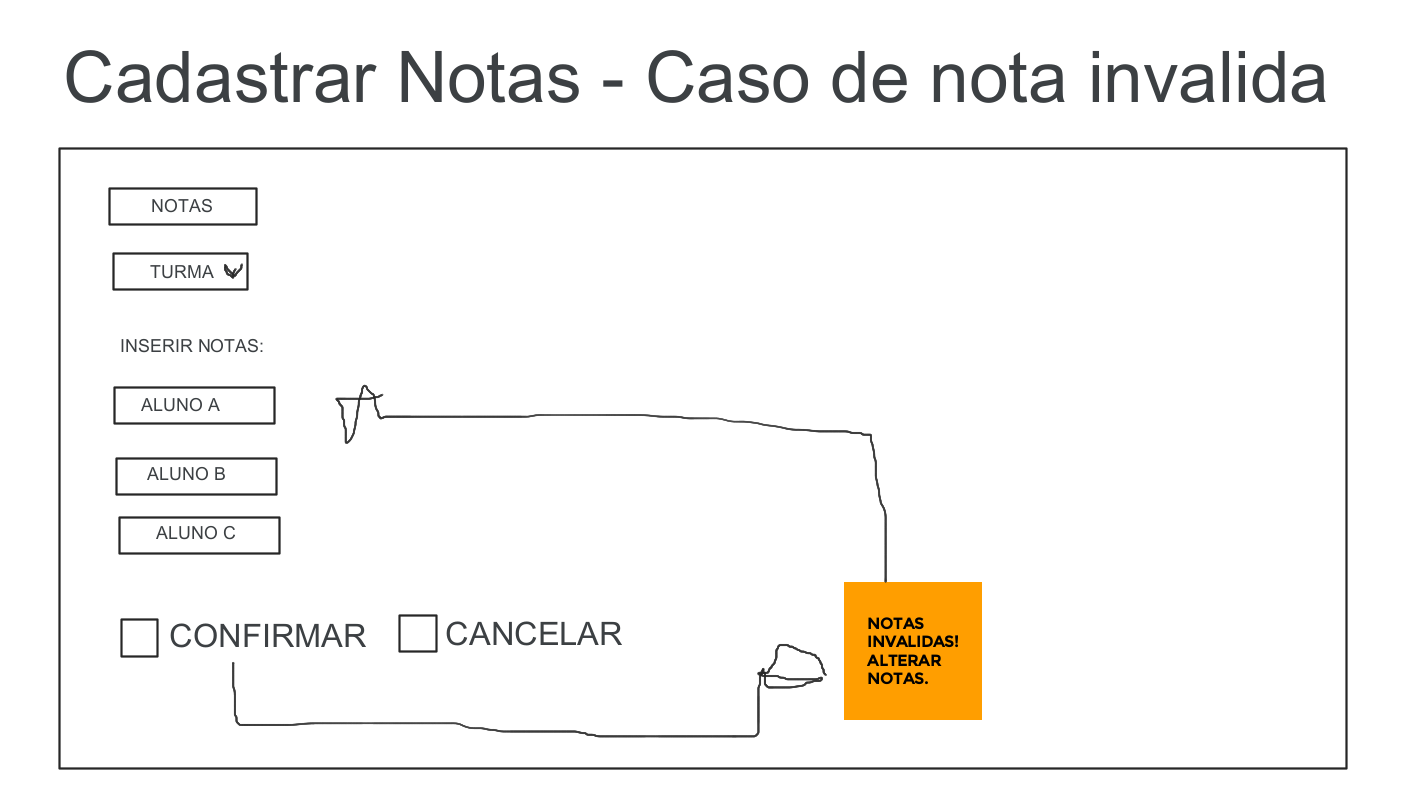 Cadastrar Notas - Caso de nota invalida
NOTAS
TURMA
INSERIR NOTAS:
ALUNO A
ALUNO B
ALUNO C
CONFIRMAR
CANCELAR
NOTAS
INVALIDAS!
ALTERAR
NOTAS.